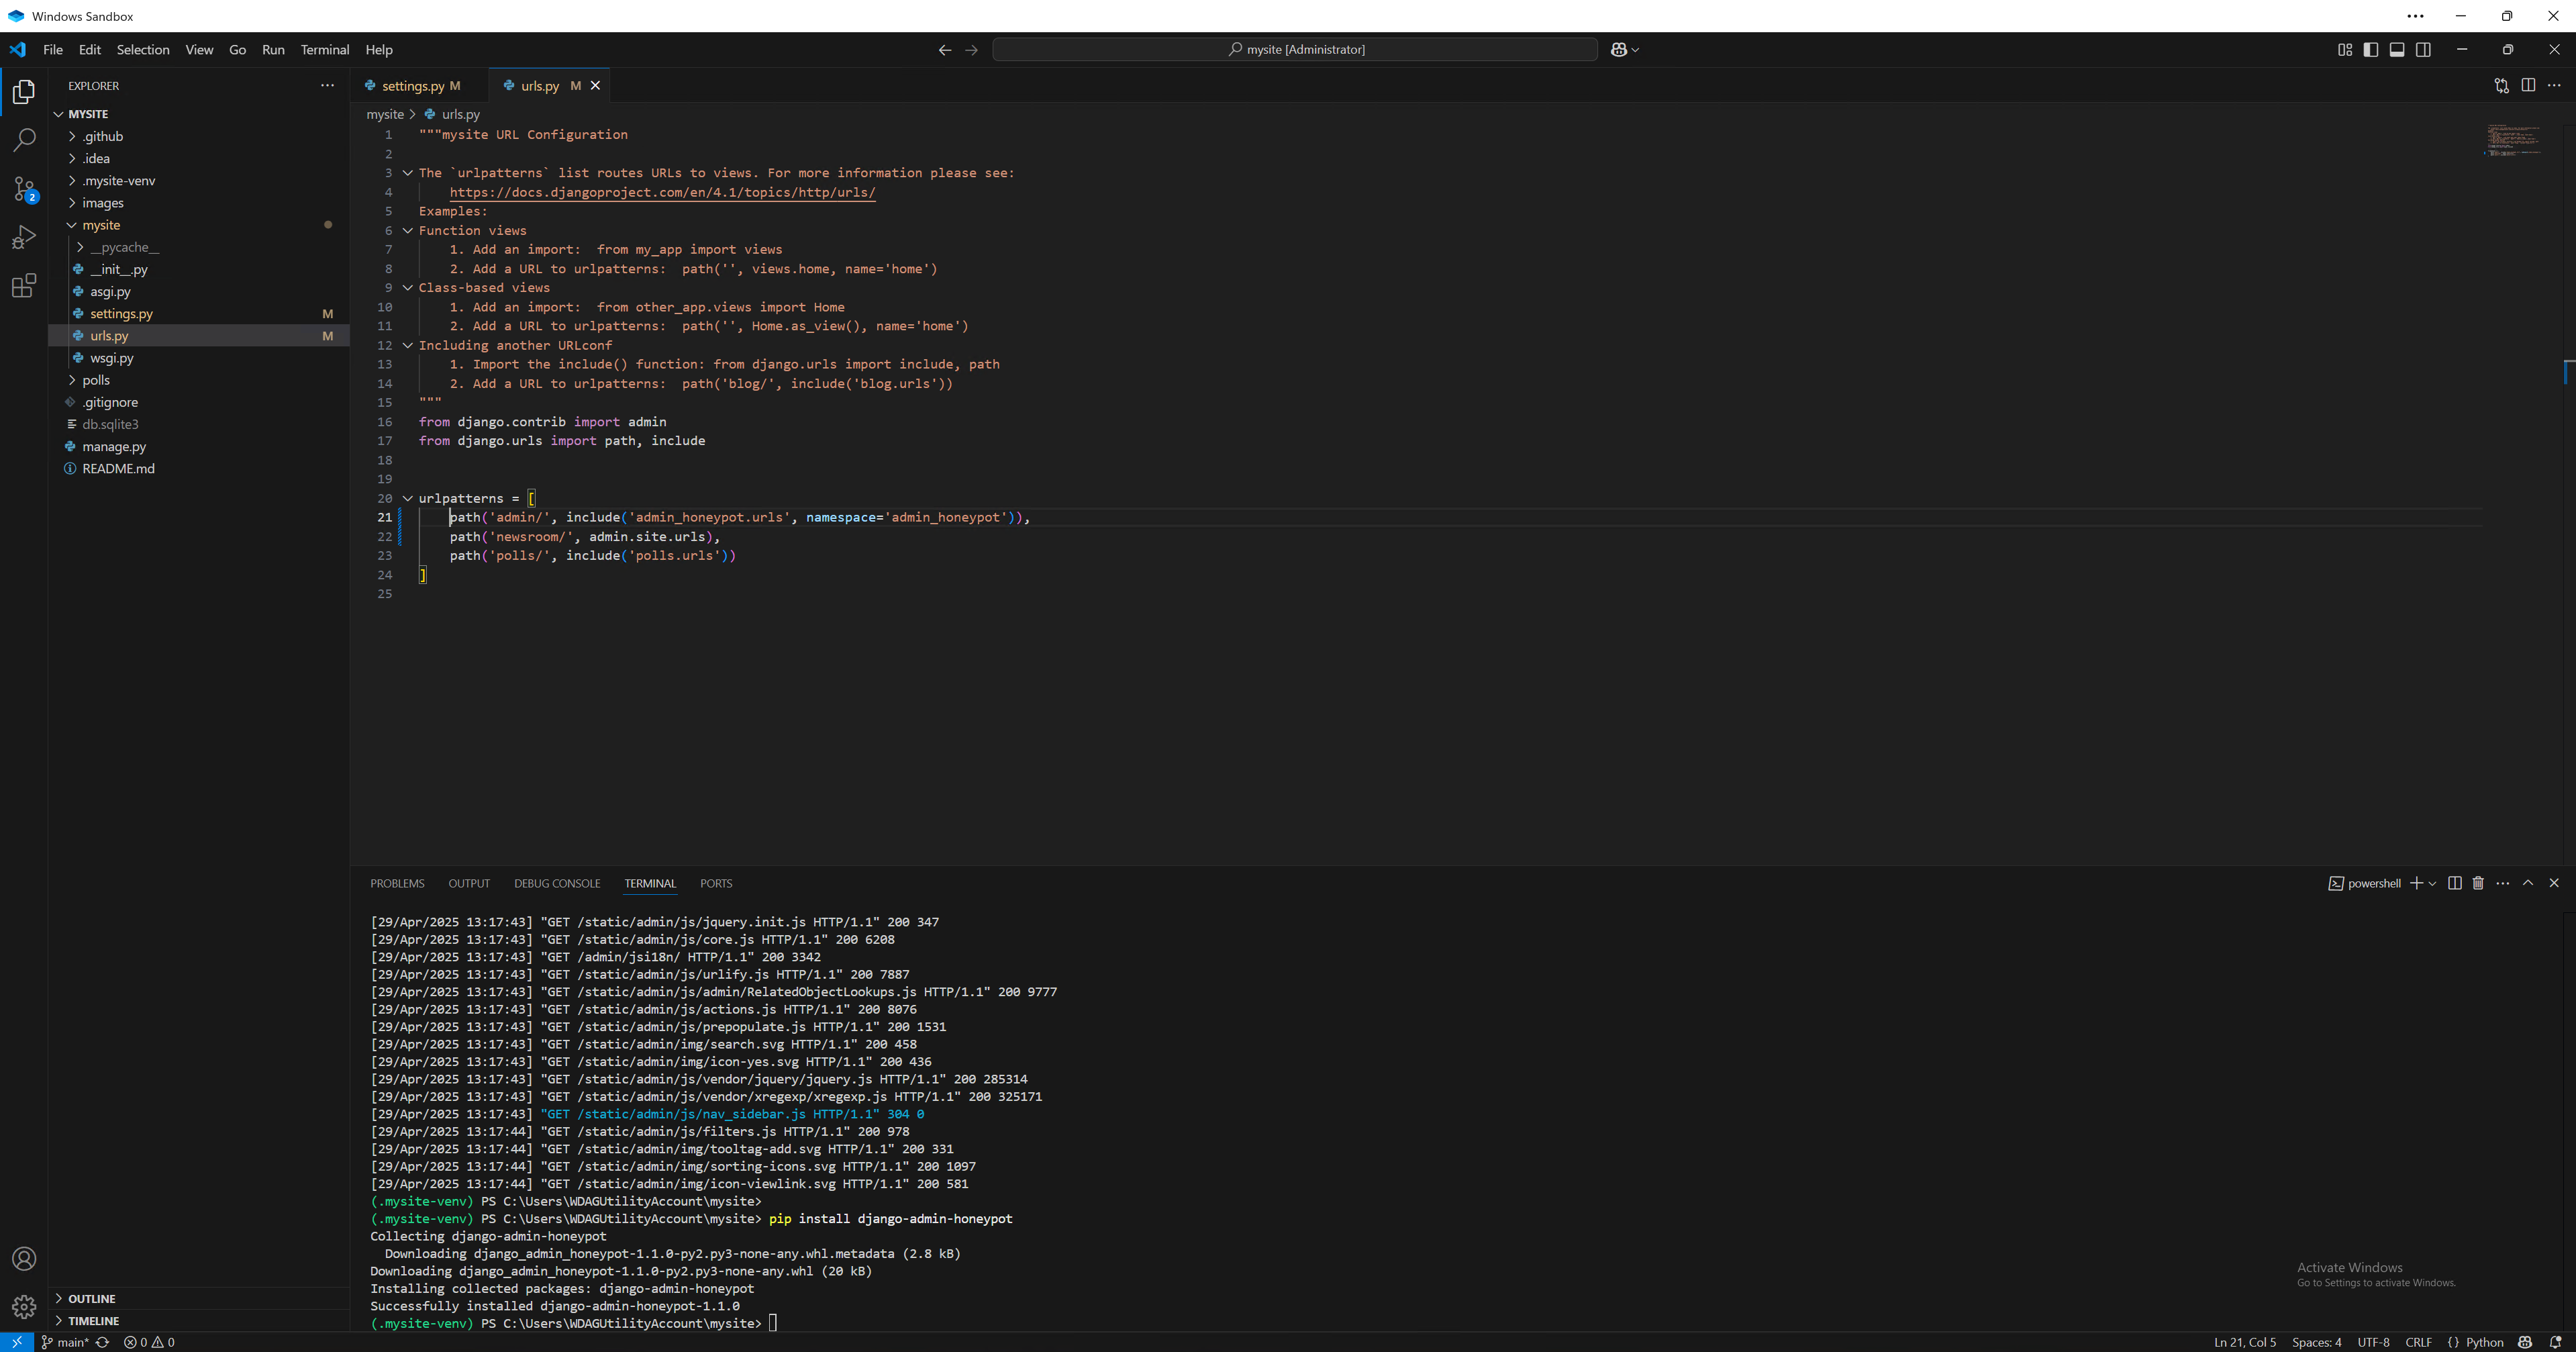 Windows Sandbox
File Edit Selection View Go Run Terminal Help
mysite [Administrator]
EXPLORER
MYSITE
.github
.idea
.mysite-venv
images
mysite
__pycache__
__init__.py
asgi.py
settings.py M
urls.py M
wsgi.py
polls
.gitignore
db.sqlite3
manage.py
README.md
OUTLINE
TIMELINE
2
settings.py M urls.py M
mysite > urls.py
1 """mysite URL Configuration
2
3 The `urlpatterns` list routes URLs to views. For more information please see:
4 https://docs.djangoproject.com/en/4.1/topics/http/urls/
5 Examples:
6 Function views
7 1. Add an import:  from my_app import views
8 2. Add a URL to urlpatterns:  path('', views.home, name='home')
9 Class-based views
10 1. Add an import:  from other_app.views import Home
11 2. Add a URL to urlpatterns:  path('', Home.as_view(), name='home')
12 Including another URLconf
13 1. Import the include() function: from django.urls import include, path
14 2. Add a URL to urlpatterns:  path('blog/', include('blog.urls'))
15 """
16 from django.contrib import admin
17 from django.urls import path, include
18
19
20 urlpatterns = [
21 path('admin/', include('admin_honeypot.urls', namespace='admin_honeypot')),
22 path('newsroom/', admin.site.urls),
23 path('polls/', include('polls.urls'))
24 ]
25
PROBLEMS OUTPUT DEBUG CONSOLE TERMINAL PORTS
powershell
[29/Apr/2025 13:17:43] "GET /static/admin/js/jquery.init.js HTTP/1.1" 200 347
[29/Apr/2025 13:17:43] "GET /static/admin/js/core.js HTTP/1.1" 200 6208
[29/Apr/2025 13:17:43] "GET /admin/jsi18n/ HTTP/1.1" 200 3342
[29/Apr/2025 13:17:43] "GET /static/admin/js/urlify.js HTTP/1.1" 200 7887
[29/Apr/2025 13:17:43] "GET /static/admin/js/admin/RelatedObjectLookups.js HTTP/1.1" 200 9777
[29/Apr/2025 13:17:43] "GET /static/admin/js/actions.js HTTP/1.1" 200 8076
[29/Apr/2025 13:17:43] "GET /static/admin/js/prepopulate.js HTTP/1.1" 200 1531
[29/Apr/2025 13:17:43] "GET /static/admin/img/search.svg HTTP/1.1" 200 458
[29/Apr/2025 13:17:43] "GET /static/admin/img/icon-yes.svg HTTP/1.1" 200 436
[29/Apr/2025 13:17:43] "GET /static/admin/js/vendor/jquery/jquery.js HTTP/1.1" 200 285314
[29/Apr/2025 13:17:43] "GET /static/admin/js/vendor/xregexp/xregexp.js HTTP/1.1" 200 325171
[29/Apr/2025 13:17:43] "GET /static/admin/js/nav_sidebar.js HTTP/1.1" 304 0
[29/Apr/2025 13:17:44] "GET /static/admin/js/filters.js HTTP/1.1" 200 978
[29/Apr/2025 13:17:44] "GET /static/admin/img/tooltag-add.svg HTTP/1.1" 200 331
[29/Apr/2025 13:17:44] "GET /static/admin/img/sorting-icons.svg HTTP/1.1" 200 1097
[29/Apr/2025 13:17:44] "GET /static/admin/img/icon-viewlink.svg HTTP/1.1" 200 581
(.mysite-venv) PS C:\Users\WDAGUtilityAccount\mysite>
(.mysite-venv) PS C:\Users\WDAGUtilityAccount\mysite> pip install django-admin-honeypot
Collecting django-admin-honeypot
Downloading django_admin_honeypot-1.1.0-py2.py3-none-any.whl.metadata (2.8 kB)
Downloading django_admin_honeypot-1.1.0-py2.py3-none-any.whl (20 kB)
Installing collected packages: django-admin-honeypot
Successfully installed django-admin-honeypot-1.1.0
(.mysite-venv) PS C:\Users\WDAGUtilityAccount\mysite>
Activate Windows
Go to Settings to activate Windows.
main* 0 0 Ln 21, Col 5 Spaces: 4 UTF-8 CRLF {} Python